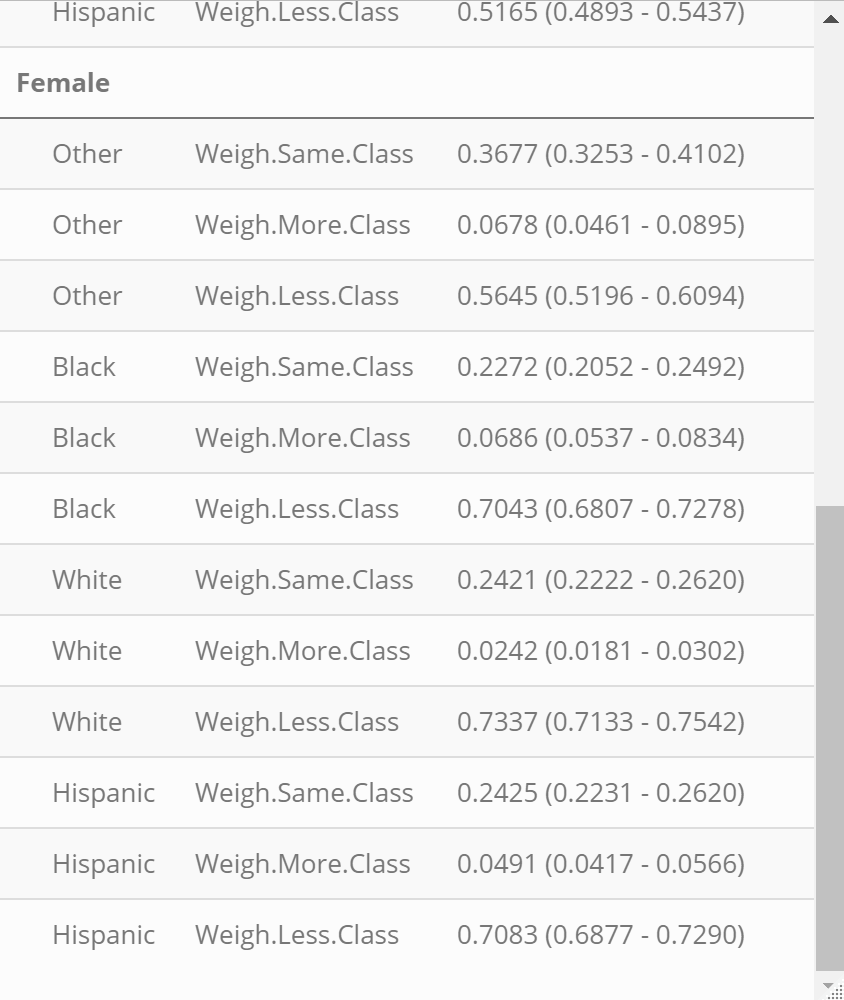 Hispanic Weigh.Less.Class 0.5165 (0.4893 - 0.5437)
Female
Other Weigh.Same.Class 0.3677 (0.3253 - 0.4102)
Other Weigh.More.Class 0.0678 (0.0461 - 0.0895)
Other Weigh.Less.Class 0.5645 (0.5196 - 0.6094)
Black Weigh.Same.Class 0.2272 (0.2052 - 0.2492)
Black Weigh.More.Class 0.0686 (0.0537 - 0.0834)
Black Weigh.Less.Class 0.7043 (0.6807 - 0.7278)
White Weigh.Same.Class 0.2421 (0.2222 - 0.2620)
White Weigh.More.Class 0.0242 (0.0181 - 0.0302)
White Weigh.Less.Class 0.7337 (0.7133 - 0.7542)
Hispanic Weigh.Same.Class 0.2425 (0.2231 - 0.2620)
Hispanic Weigh.More.Class 0.0491 (0.0417 - 0.0566)
Hispanic Weigh.Less.Class 0.7083 (0.6877 - 0.7290)